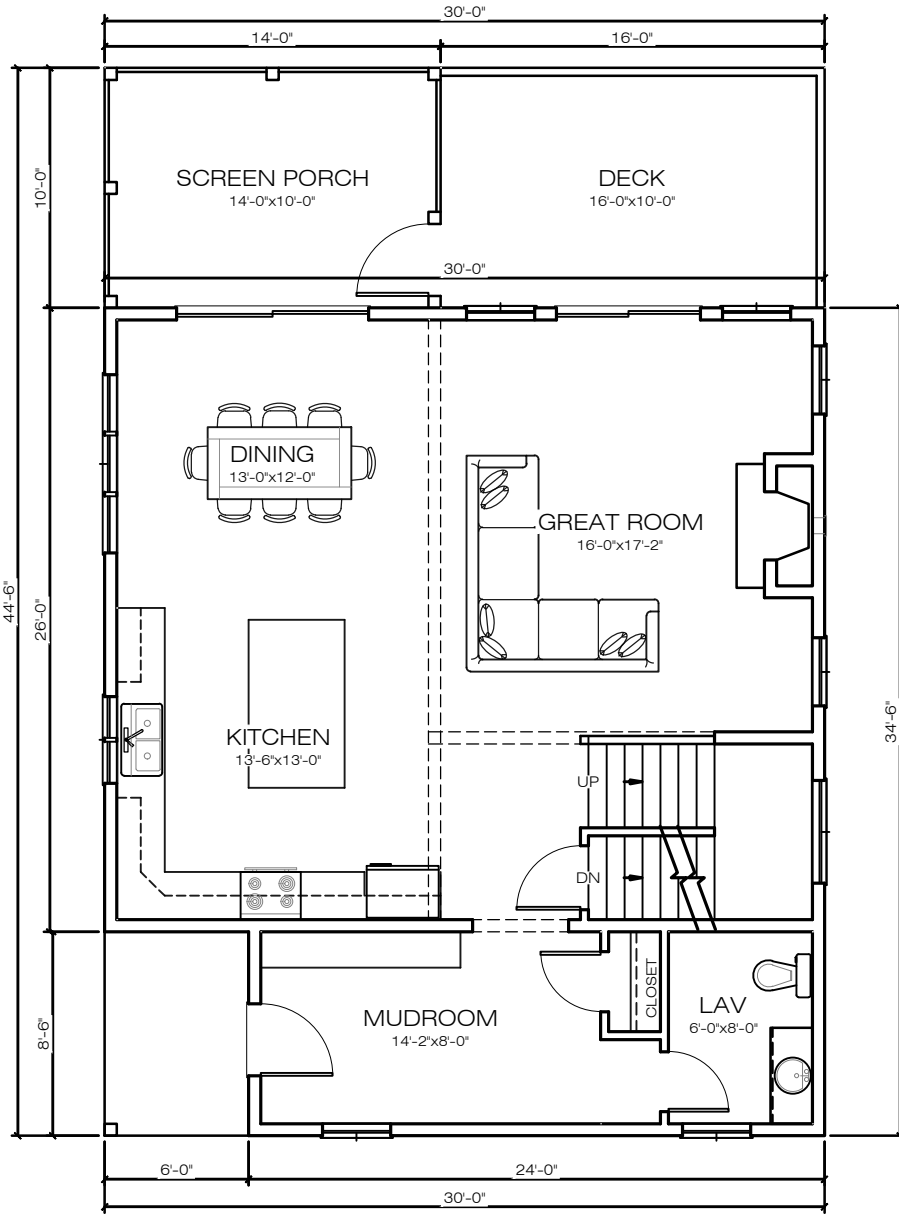 30'-0"
14'-0"
16'-0"
10'-0"
SCREEN PORCH
14'-0"x10'-0"
DECK
16'-0"x10'-0"
30'-0"
DINING
13'-0"x12'-0"
GREAT ROOM
16'-0"x17'-2"
44'-6"
26'-0"
34'-6"
KITCHEN
13'-6"x13'-0"
UP
DN
CLOSET
LAV
6'-0"x8'-0"
MUDROOM
14'-2"x8'-0"
8'-6"
6'-0"
24'-0"
30'-0"